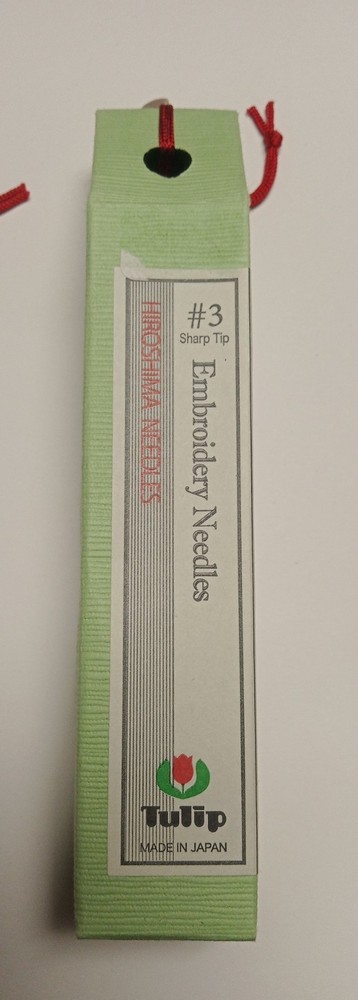 #3
Sharp Tip
Embroidery Needles
HIROSHIMA NEEDLES
Tulip
MADE IN JAPAN